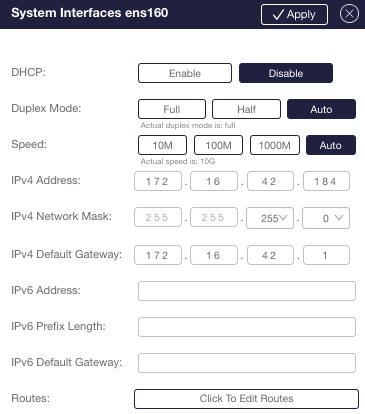 System Interfaces ens160 Apply
DHCP: Enable Disable
Duplex Mode: Full Half Auto
Actual duplex mode is: full
Speed: 10M 100M 1000M Auto
Actual speed is: 10G
IPv4 Address: 172 . 16 . 42 . 184
IPv4 Network Mask: 255 . 255 . 255 . 0
IPv4 Default Gateway: 172 . 16 . 42 . 1
IPv6 Address:
IPv6 Prefix Length:
IPv6 Default Gateway:
Routes: Click To Edit Routes